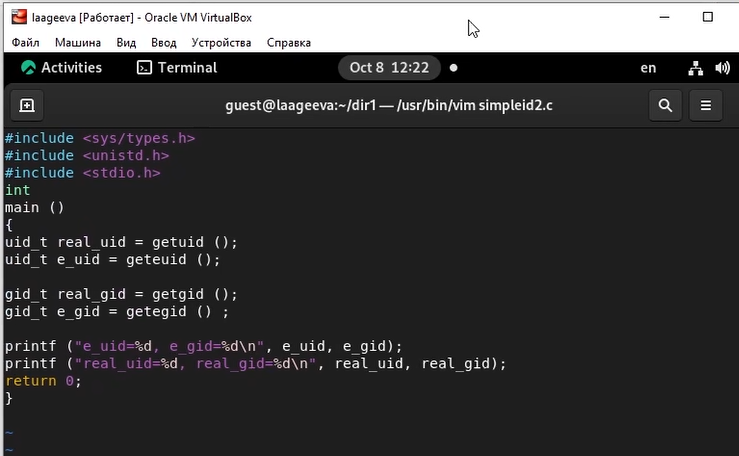 laageeva [Работает] - Oracle VM VirtualBox
Файл Машина Вид Ввод Устройства Справка
Activities Terminal Oct 8 12:22 en
guest@laageeva:~/dir1 — /usr/bin/vim simpleid2.c
#include <sys/types.h>
#include <unistd.h>
#include <stdio.h>
int
main ()
{
uid_t real_uid = getuid ();
uid_t e_uid = geteuid ();
gid_t real_gid = getgid ();
gid_t e_gid = getegid () ;
printf ("e_uid=%d, e_gid=%d\n", e_uid, e_gid);
printf ("real_uid=%d, real_gid=%d\n", real_uid, real_gid);
return 0;
}
~
~